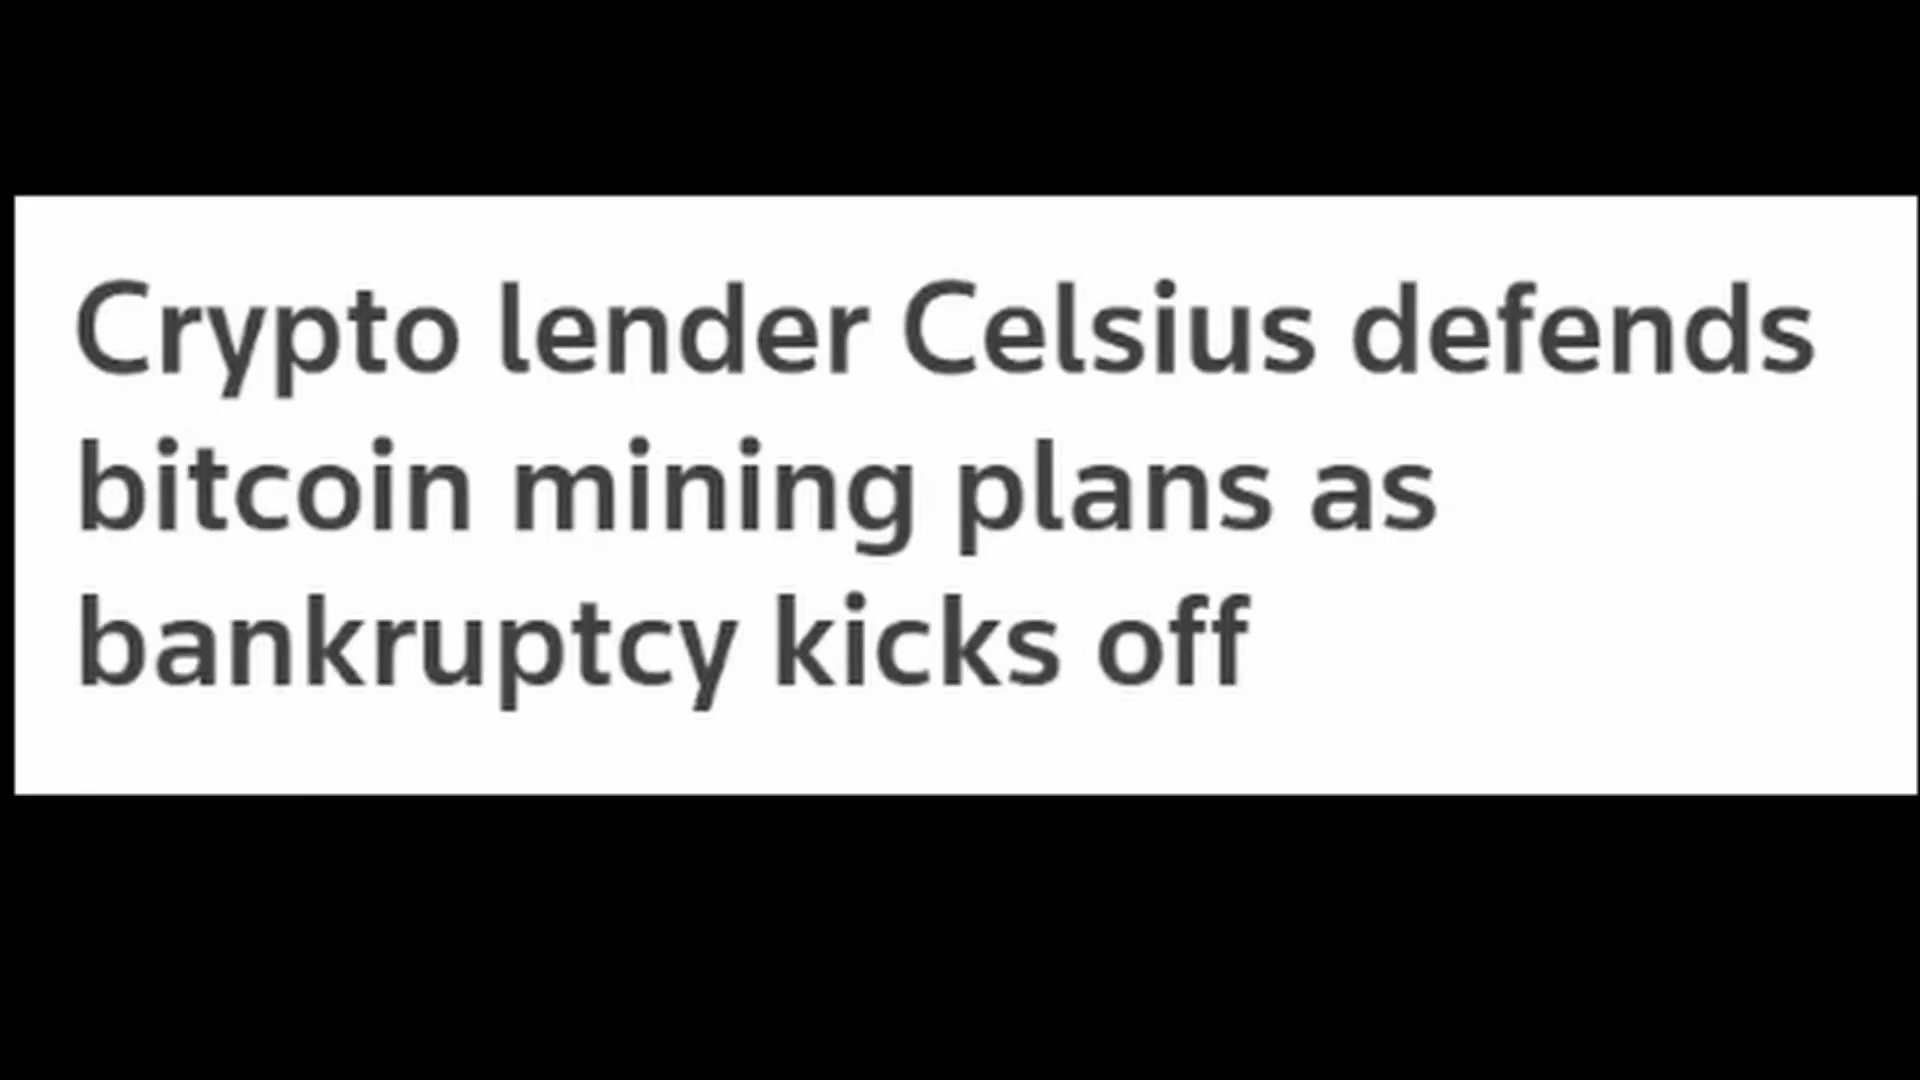 Crypto lender Celsius defends
bitcoin mining plans as
bankruptcy kicks off